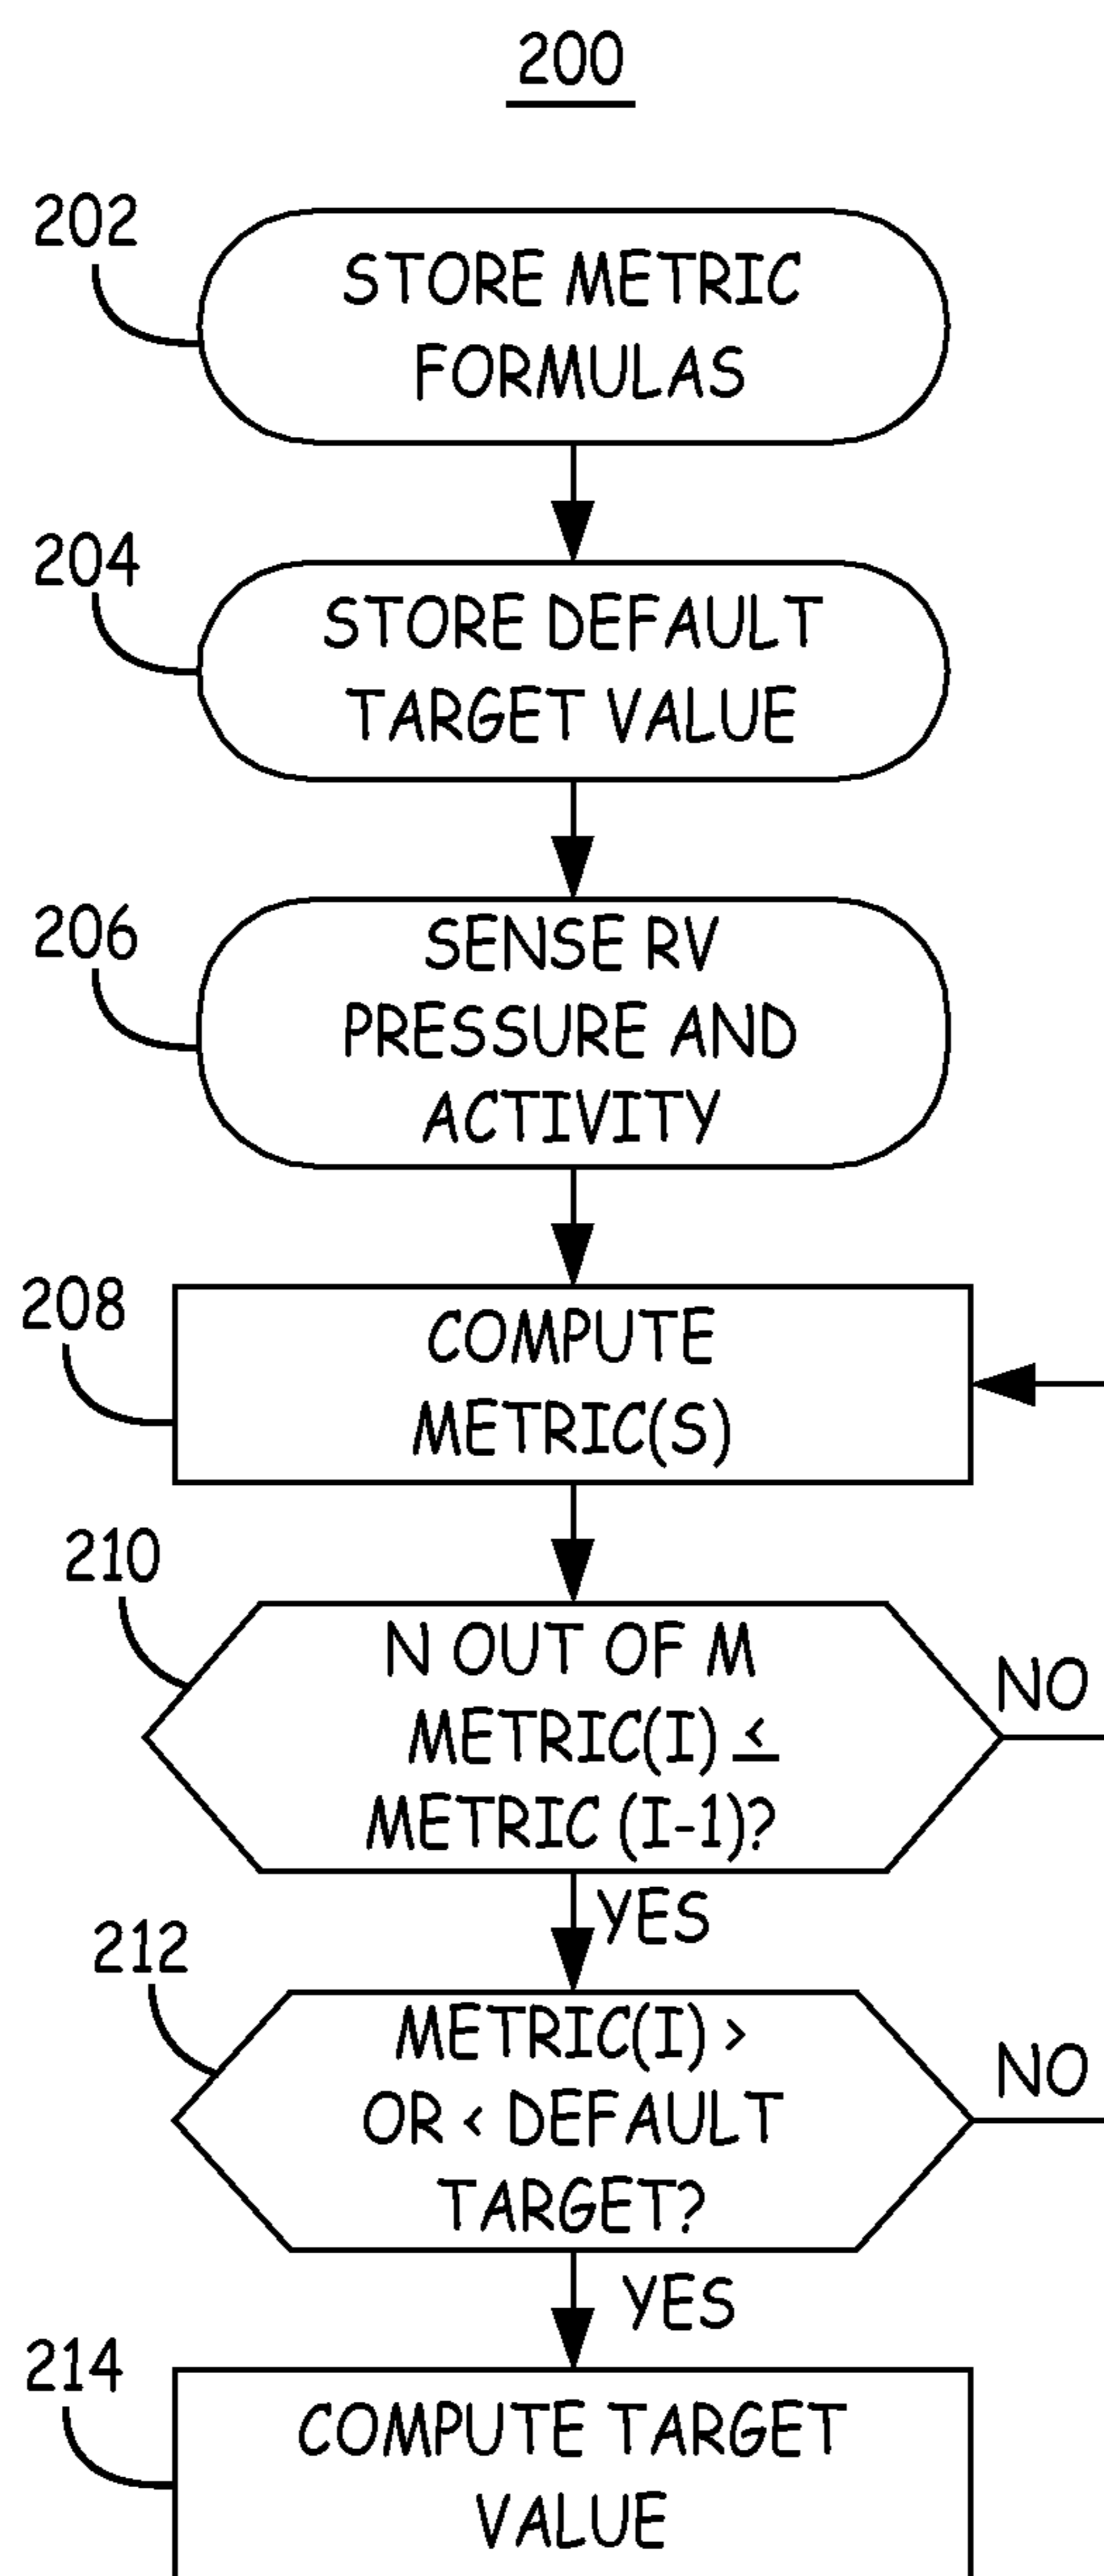 200
202
STORE METRIC
FORMULAS
204
STORE DEFAULT
TARGET VALUE
206
SENSE RV
PRESSURE AND
ACTIVITY
208
COMPUTE
METRIC(S)
210
N OUT OF M
METRIC(I) ≤
METRIC (I-1)?
NO
YES
212
METRIC(I) >
OR < DEFAULT
TARGET?
NO
YES
214
COMPUTE TARGET
VALUE